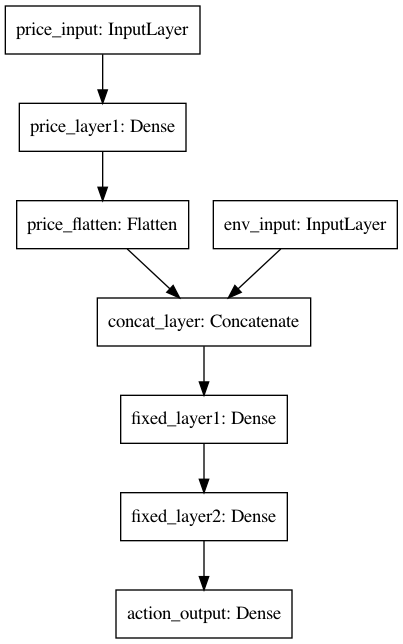 price_input: InputLayer
price_layer1: Dense
price_flatten: Flatten
env_input: InputLayer
concat_layer: Concatenate
fixed_layer1: Dense
fixed_layer2: Dense
action_output: Dense